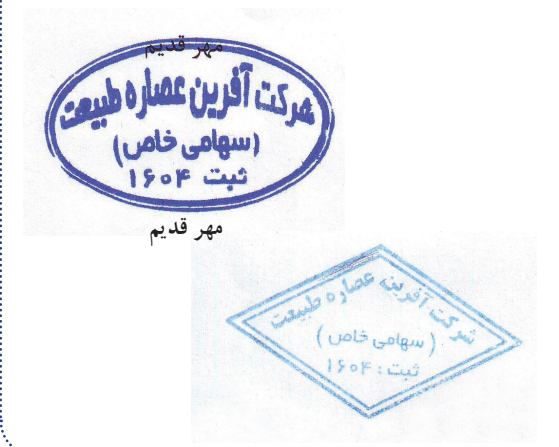 مهر قدیم
شرکت آفرین عصاره طبیعت
(سهامی خاص)
ثبت ۱۶۰۴
مهر قدیم
شرکت آفرین عصاره طبیعت
(سهامی خاص)
ثبت : ۱۶۰۴